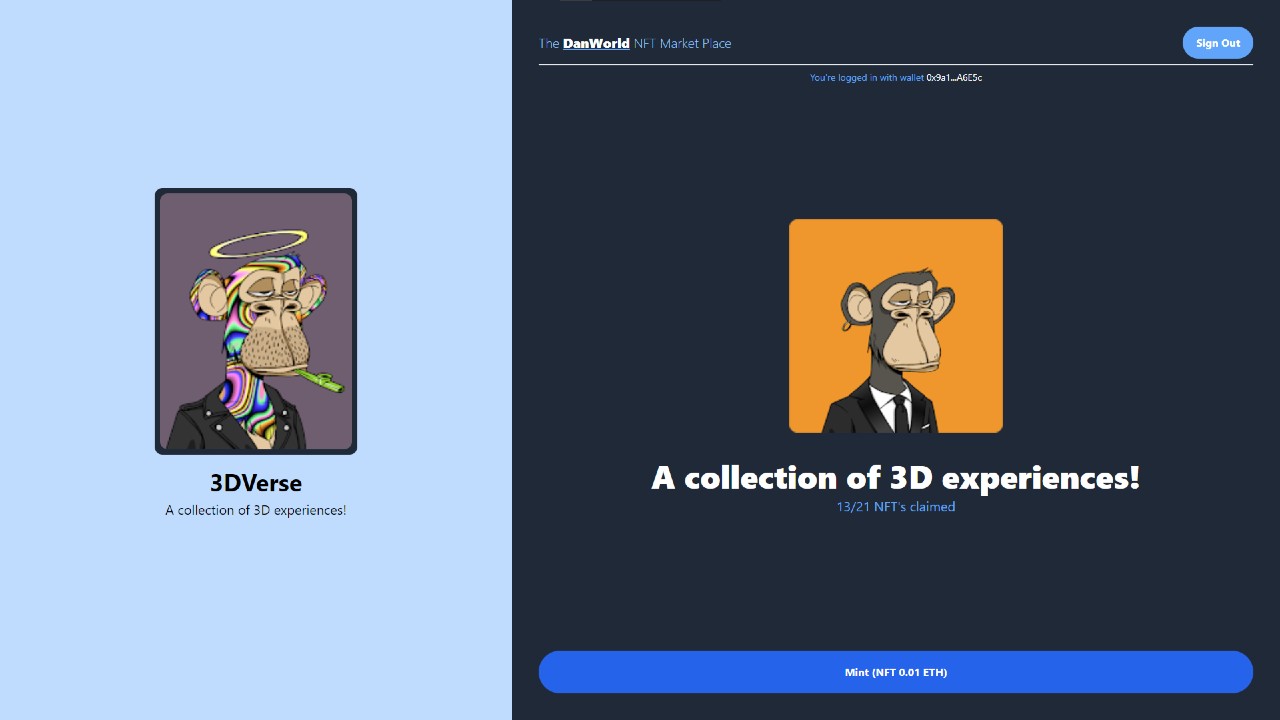 3DVerse
A collection of 3D experiences!
The DanWorld NFT Market Place
Sign Out
You're logged in with wallet 0x9a1...A6E5c
A collection of 3D experiences!
13/21 NFT's claimed
Mint (NFT 0.01 ETH)